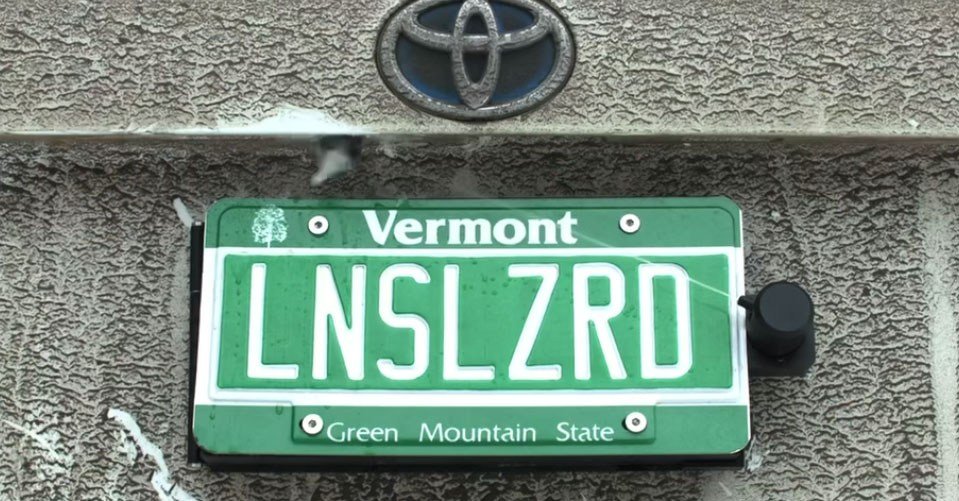 Vermont
LNSLZRD
Green Mountain State